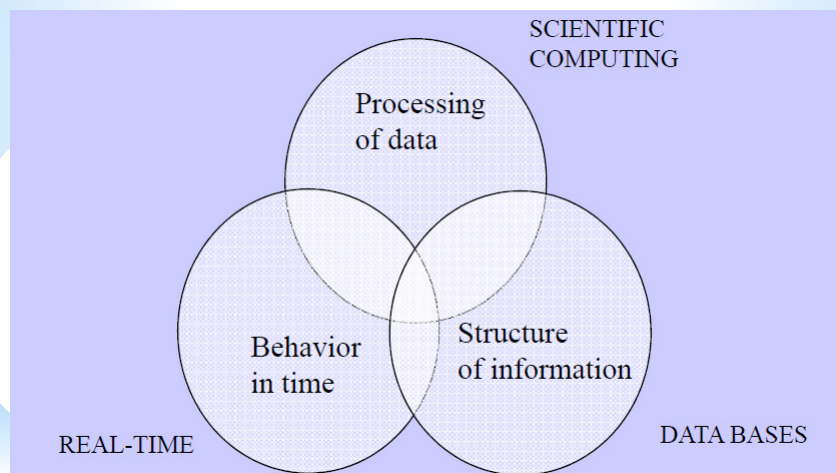 SCIENTIFIC
COMPUTING
Processing
of data
Behavior
in time
Structure
of information
REAL-TIME
DATA BASES